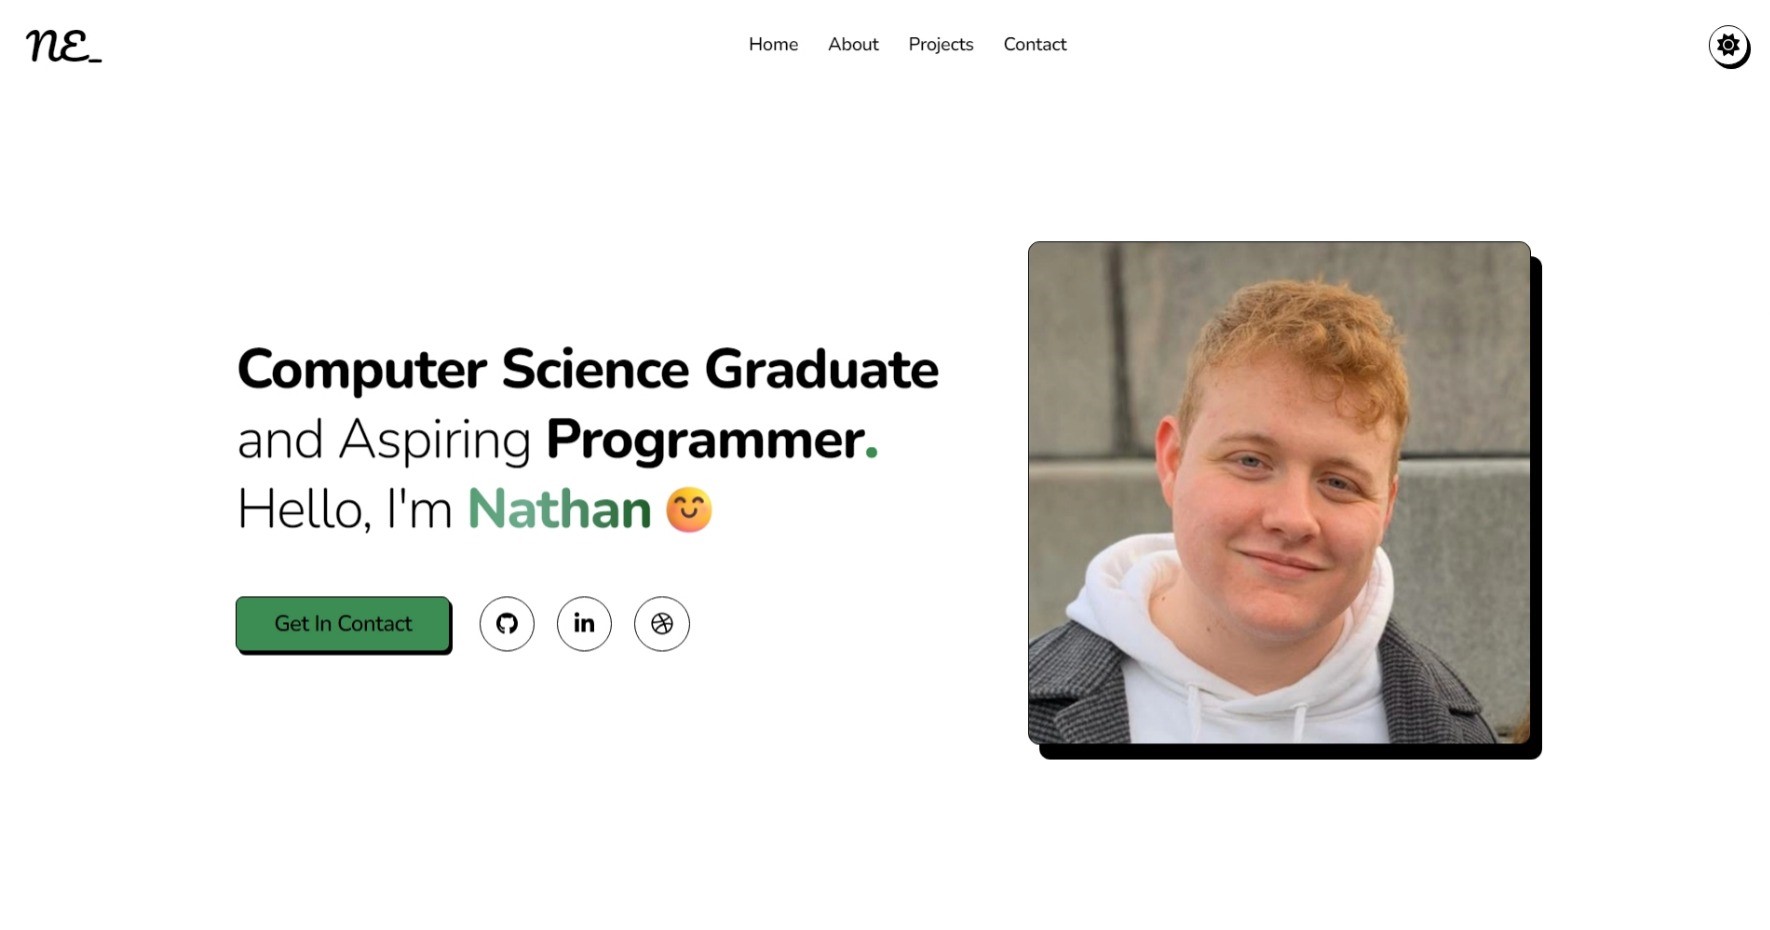 NE_
Home About Projects Contact
Computer Science Graduate
and Aspiring Programmer.
Hello, I'm Nathan 😊
Get In Contact
in